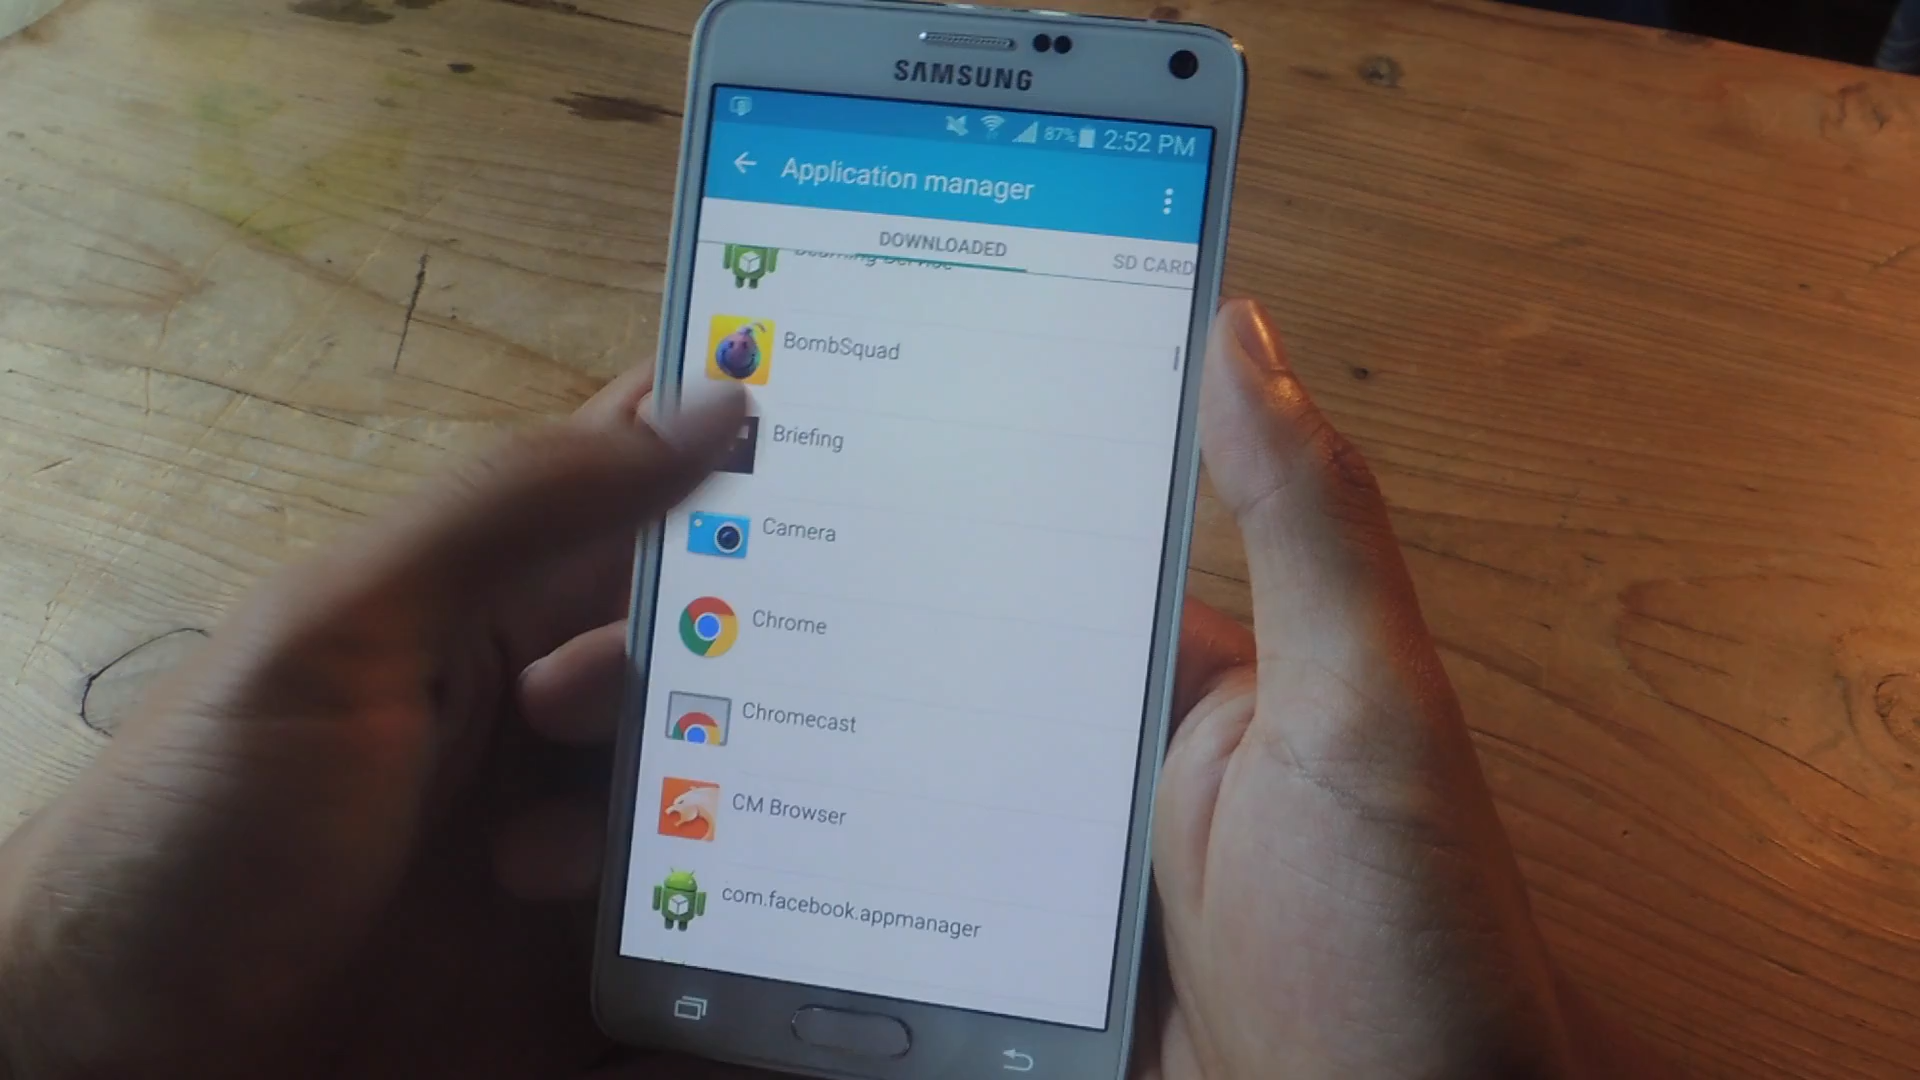 SAMSUNG
87% 2:52 PM
Application manager
DOWNLOADED
SD CARD
BombSquad
Briefing
Camera
Chrome
Chromecast
CM Browser
com.facebook.appmanager